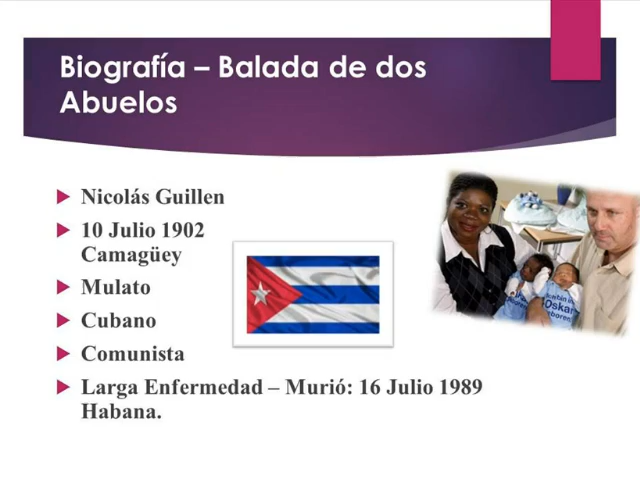 Biografía – Balada de dos
Abuelos
Nicolás Guillen
10 Julio 1902
Camagüey
Mulato
Cubano
Comunista
Larga Enfermedad – Murió: 16 Julio 1989
Habana.
Oskar